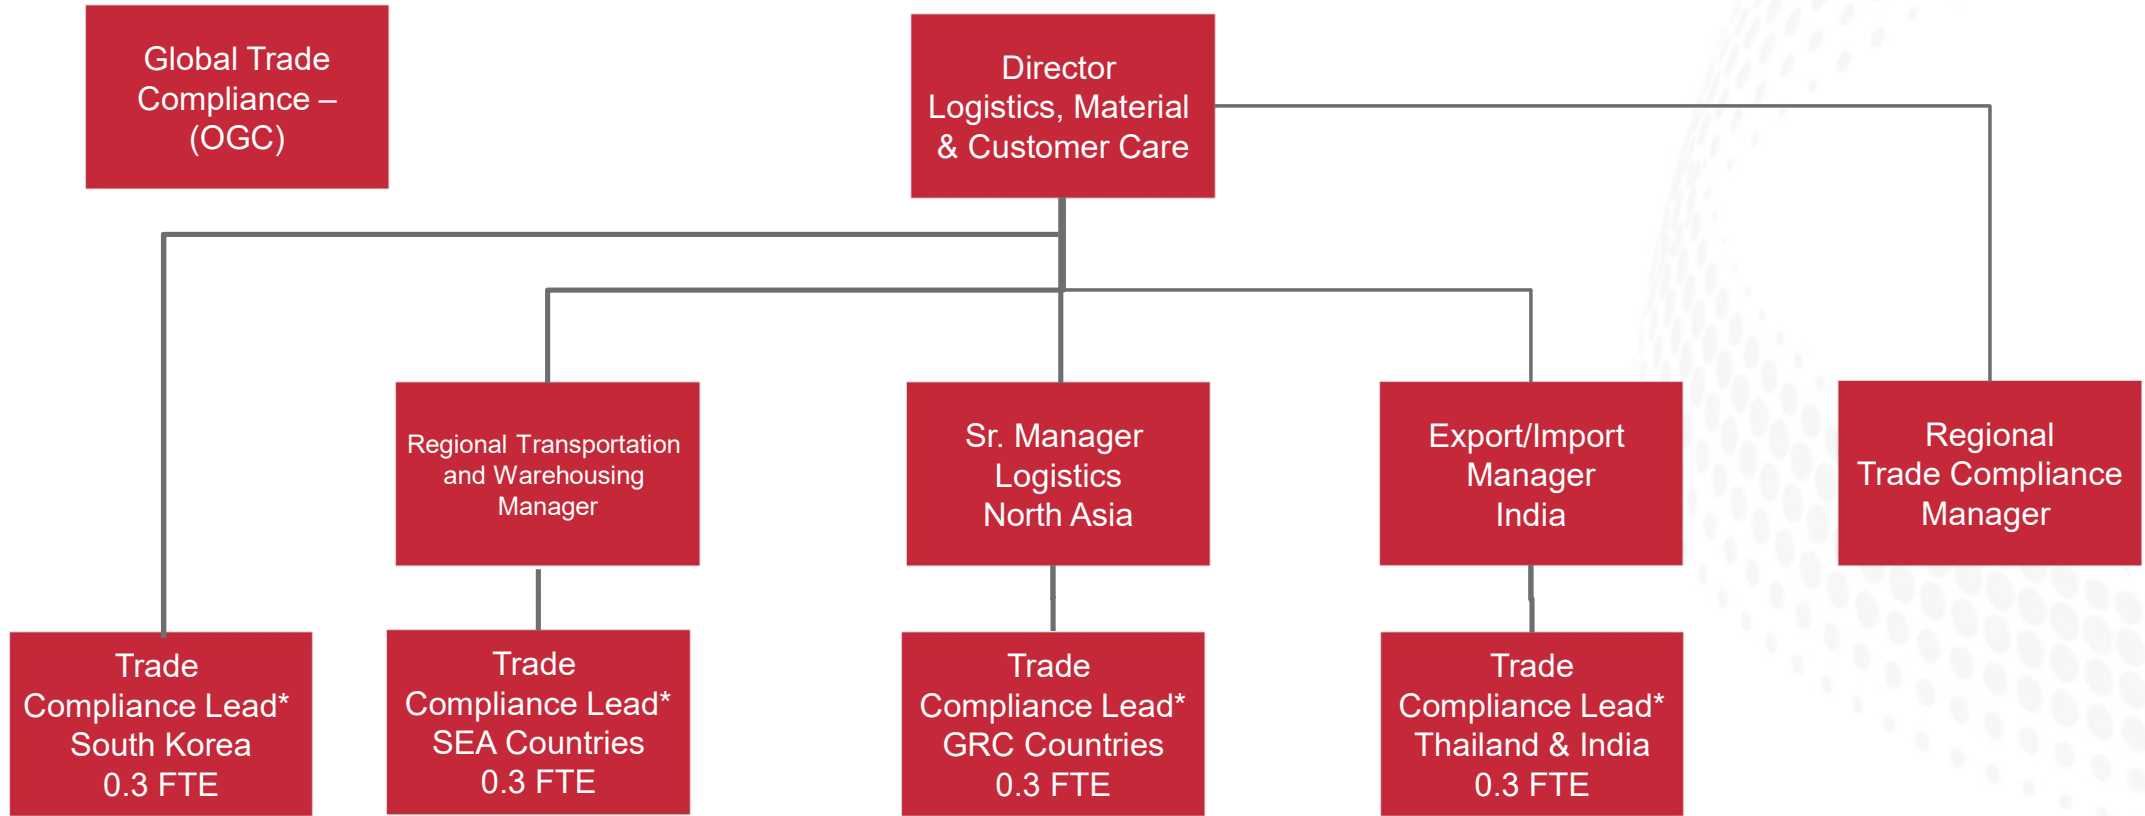 Global Trade
Compliance –
(OGC)
Director
Logistics, Material
& Customer Care
Regional Transportation
and Warehousing
Manager
Sr. Manager
Logistics
North Asia
Export/Import
Manager
India
Regional
Trade Compliance
Manager
Trade
Compliance Lead*
South Korea
0.3 FTE
Trade
Compliance Lead*
SEA Countries
0.3 FTE
Trade
Compliance Lead*
GRC Countries
0.3 FTE
Trade
Compliance Lead*
Thailand & India
0.3 FTE